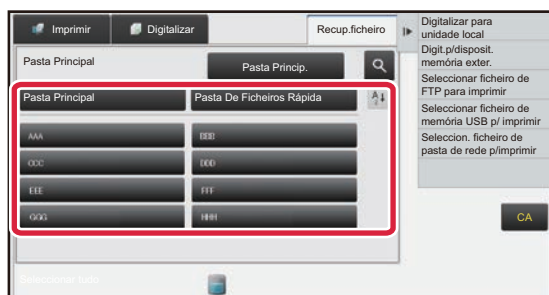 Imprimir
Digitalizar
Recup.ficheiro
Pasta Principal
Pasta Princip.
Pasta Principal
Pasta De Ficheiros Rápida
AAA
BBB
CCC
DDD
EEE
FFF
GGG
HHH
Seleccionar tudo
Digitalizar para
unidade local
Digit.p/disposit.
memória exter.
Seleccionar ficheiro de
FTP para imprimir
Seleccionar ficheiro de
memória USB p/ imprimir
Seleccion. ficheiro de
pasta de rede p/imprimir
CA